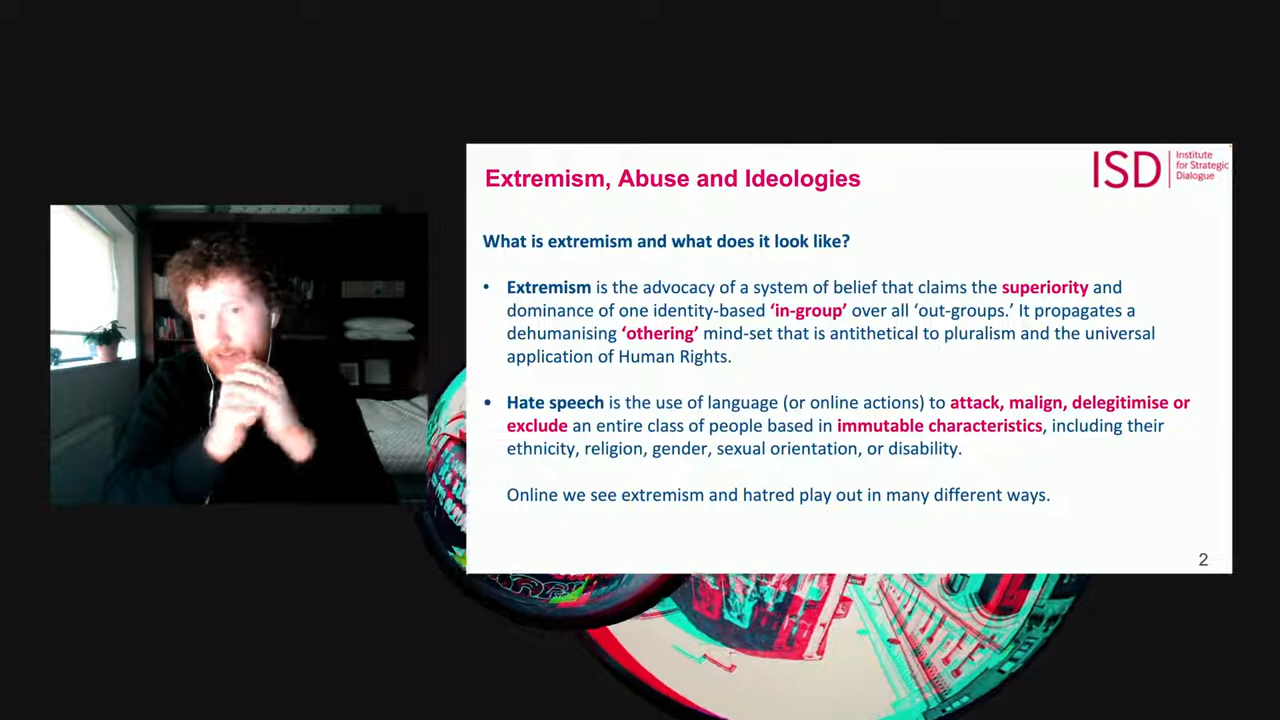 Extremism, Abuse and Ideologies
ISD
Institute
for Strategic
Dialogue
What is extremism and what does it look like?
• Extremism is the advocacy of a system of belief that claims the superiority and
dominance of one identity-based ‘in-group’ over all ‘out-groups.’ It propagates a
dehumanising ‘othering’ mind-set that is antithetical to pluralism and the universal
application of Human Rights.
• Hate speech is the use of language (or online actions) to attack, malign, delegitimise or
exclude an entire class of people based in immutable characteristics, including their
ethnicity, religion, gender, sexual orientation, or disability.
Online we see extremism and hatred play out in many different ways.
2